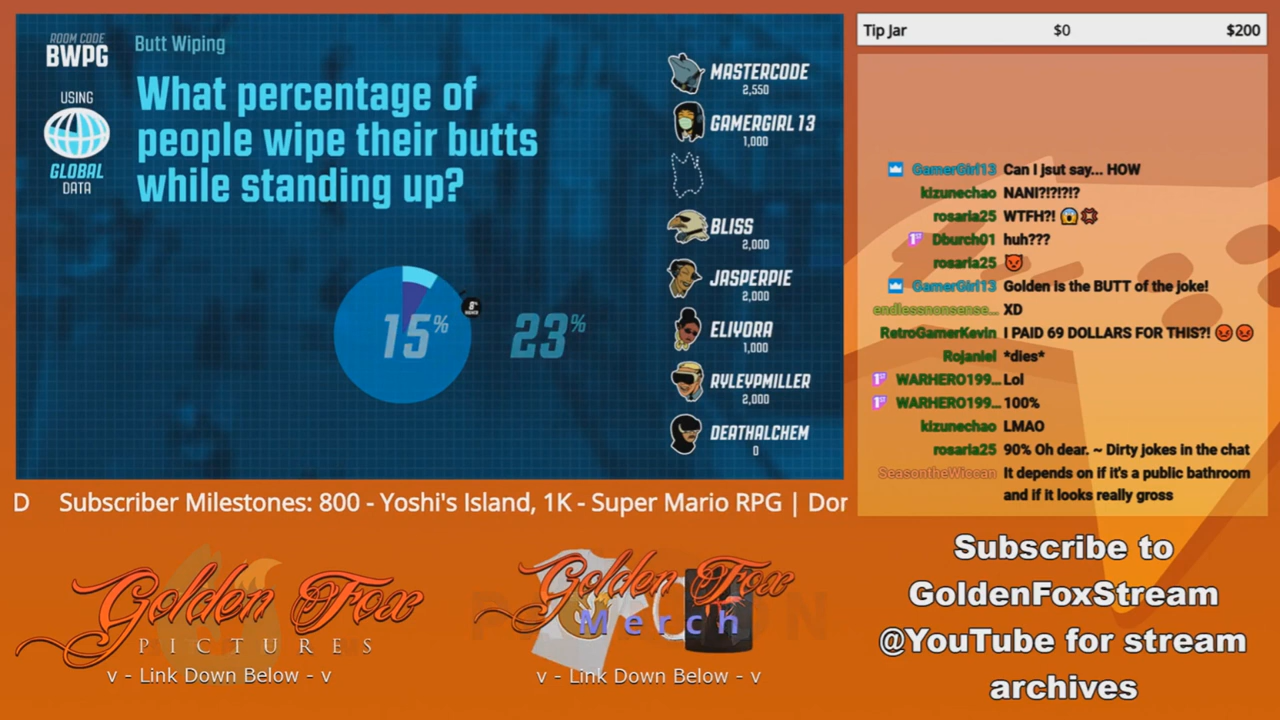 ROOM CODE
BWPG
USING
GLOBAL
DATA
Butt Wiping
What percentage of
people wipe their butts
while standing up?
15%
23%
MASTERCODE
2,550
GAMERGIRL13
1,000
BLISS
2,000
JASPERPIE
2,000
ELIYORA
1,000
RYLEYPMILLER
2,000
DEATHALCHEM
0
Tip Jar $0 $200
GamerGirl13 Can I jsut say... HOW
kizunechao NANI?!?!?!?
rosaria25 WTFH?! 😱💢
Dburch01 huh???
rosaria25 😈
GamerGirl13 Golden is the BUTT of the joke!
endlessnonsense... XD
RetroGamerKevin I PAID 69 DOLLARS FOR THIS?! 😡 😡
Rojaniel *dies*
WARHERO199... Lol
WARHERO199... 100%
kizunechao LMAO
rosaria25 90% Oh dear. ~ Dirty jokes in the chat
SeasontheWiccan It depends on if it's a public bathroom
and if it looks really gross
D Subscriber Milestones: 800 - Yoshi's Island, 1K - Super Mario RPG | Dor
Golden Fox
PICTURES
v - Link Down Below - v
Golden Fox
Merch
v - Link Down Below - v
Subscribe to
GoldenFoxStream
@YouTube for stream
archives